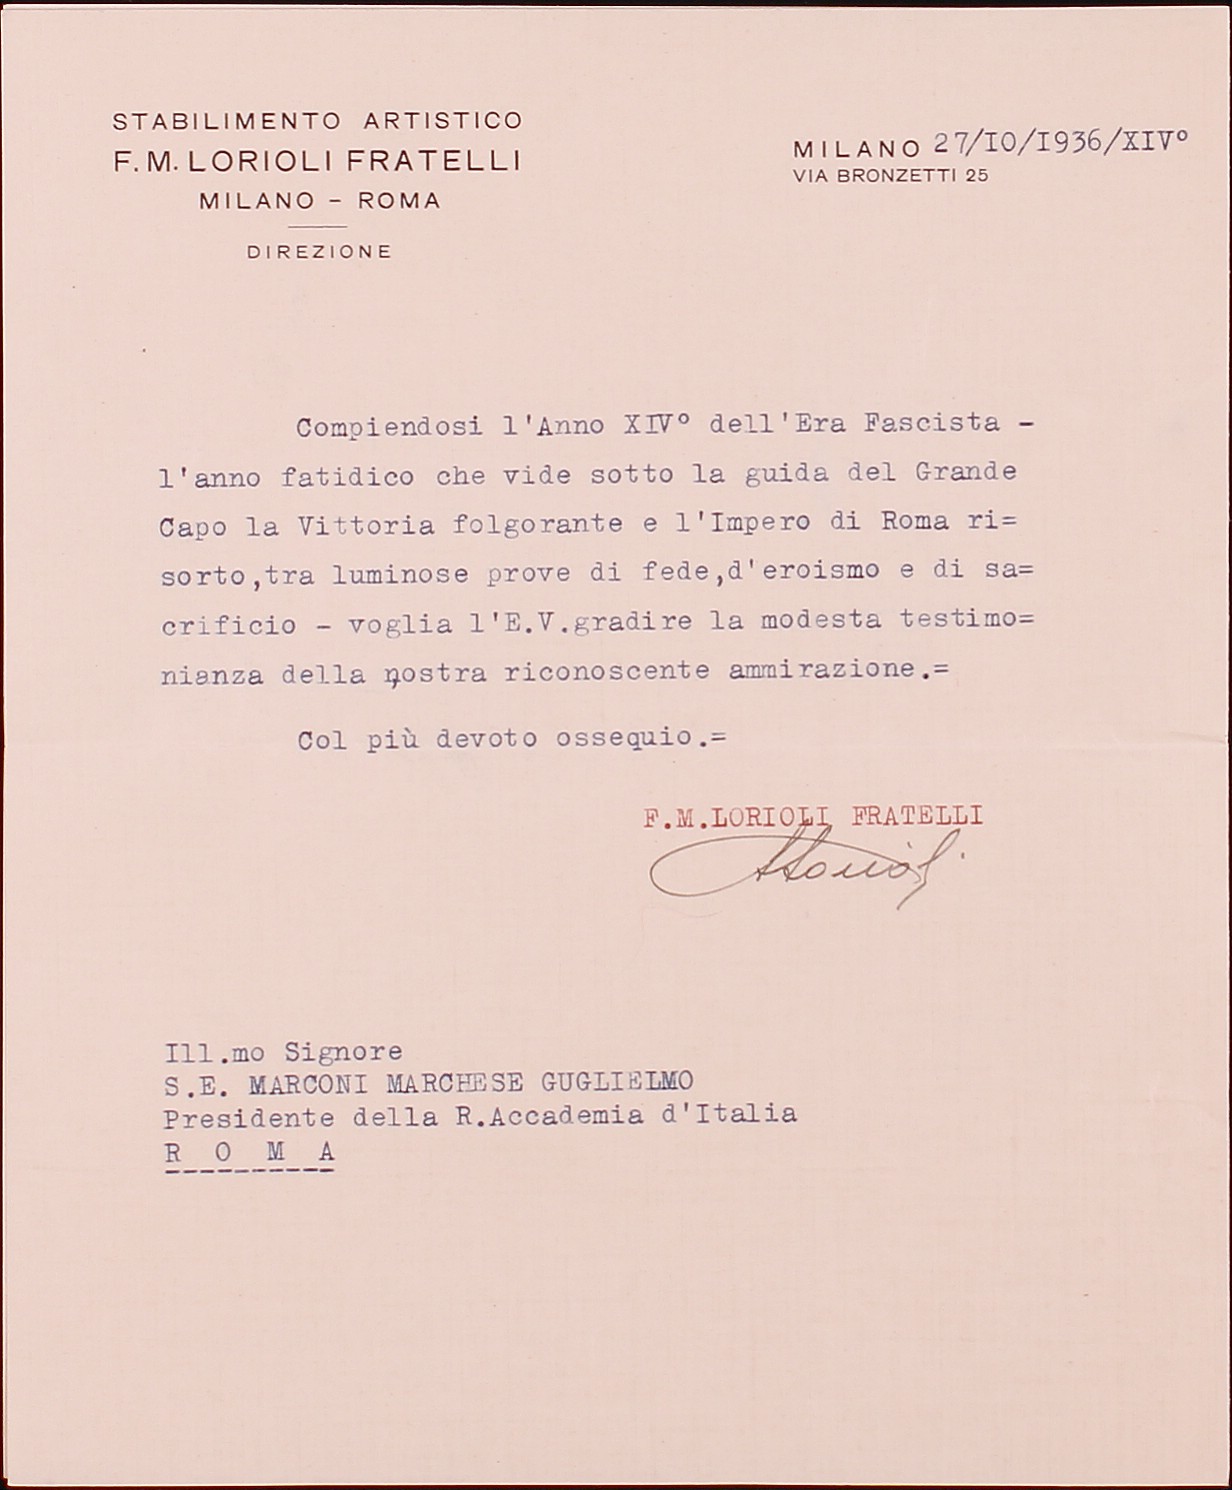 STABILIMENTO ARTISTICO
F. M. LORIOLI FRATELLI
MILANO – ROMA
DIREZIONE
MILANO 27/IO/I936/XIV°
VIA BRONZETTI 25
Compiendosi l'Anno XIV° dell'Era Fascista -
l'anno fatidico che vide sotto la guida del Grande
Capo la Vittoria folgorante e l'Impero di Roma ri=
sorto,tra luminose prove di fede,d'eroismo e di sa=
crificio - voglia l'E.V.gradire la modesta testimo=
nianza della nostra riconoscente ammirazione.=
Col più devoto ossequio.=
F.M.LORIOLI FRATELLI
Ill.mo Signore
S.E. MARCONI MARCHESE GUGLIELMO
Presidente della R.Accademia d'Italia
R O M A